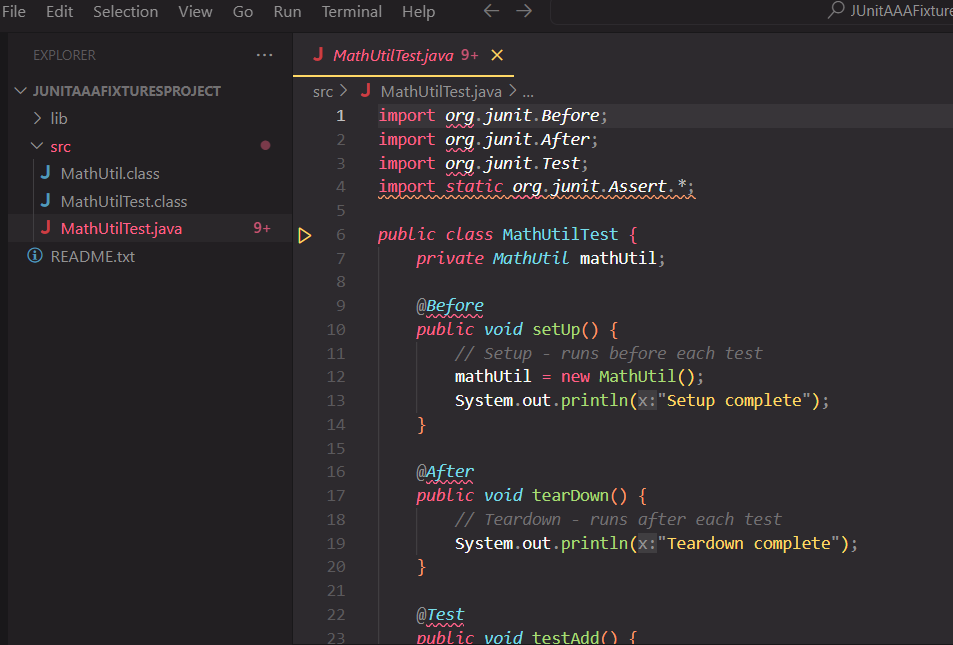 File Edit Selection View Go Run Terminal Help JUnitAAAFixture
EXPLORER ...
MathUtilTest.java 9+
JUNITAAAFIXTURESPROJECT
lib
src
MathUtil.class
MathUtilTest.class
MathUtilTest.java 9+
README.txt
src > MathUtilTest.java > ...
1 import org.junit.Before;
2 import org.junit.After;
3 import org.junit.Test;
4 import static org.junit.Assert.*;
5
6 public class MathUtilTest {
7 private MathUtil mathUtil;
8
9 @Before
10 public void setUp() {
11 // Setup - runs before each test
12 mathUtil = new MathUtil();
13 System.out.println(x:"Setup complete");
14 }
15
16 @After
17 public void tearDown() {
18 // Teardown - runs after each test
19 System.out.println(x:"Teardown complete");
20 }
21
22 @Test
23 public void testAdd() {